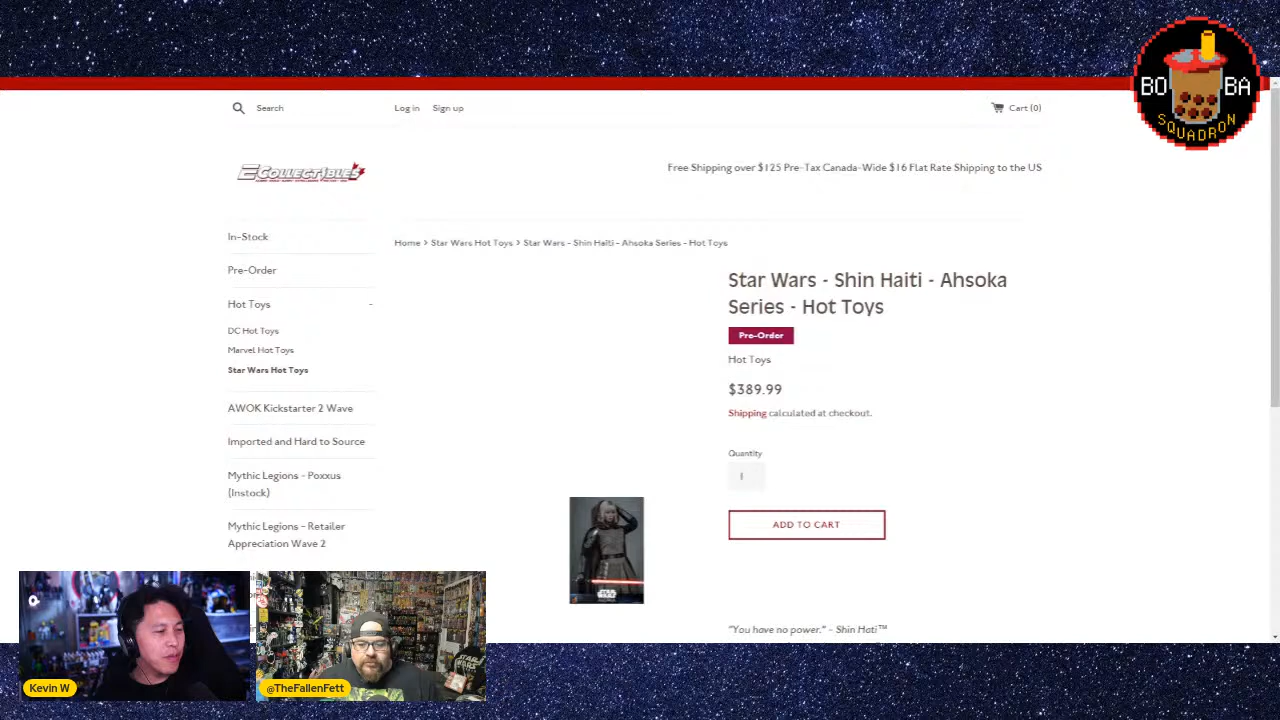 BO BA
SQUADRON
Search
Log in
Sign up
Cart (0)
ECOLLECTIBLES
Free Shipping over $125 Pre-Tax Canada-Wide $16 Flat Rate Shipping to the US
In-Stock
Pre-Order
Hot Toys -
DC Hot Toys
Marvel Hot Toys
Star Wars Hot Toys
AWOK Kickstarter 2 Wave
Imported and Hard to Source
Mythic Legions - Poxxus
(Instock)
Mythic Legions - Retailer
Appreciation Wave 2
Home › Star Wars Hot Toys › Star Wars - Shin Haiti - Ahsoka Series - Hot Toys
Star Wars - Shin Haiti - Ahsoka
Series - Hot Toys
Pre-Order
Hot Toys
$389.99
Shipping calculated at checkout.
Quantity
1
ADD TO CART
STAR WARS
"You have no power." - Shin Hati™
Kevin W
@TheFallenFett